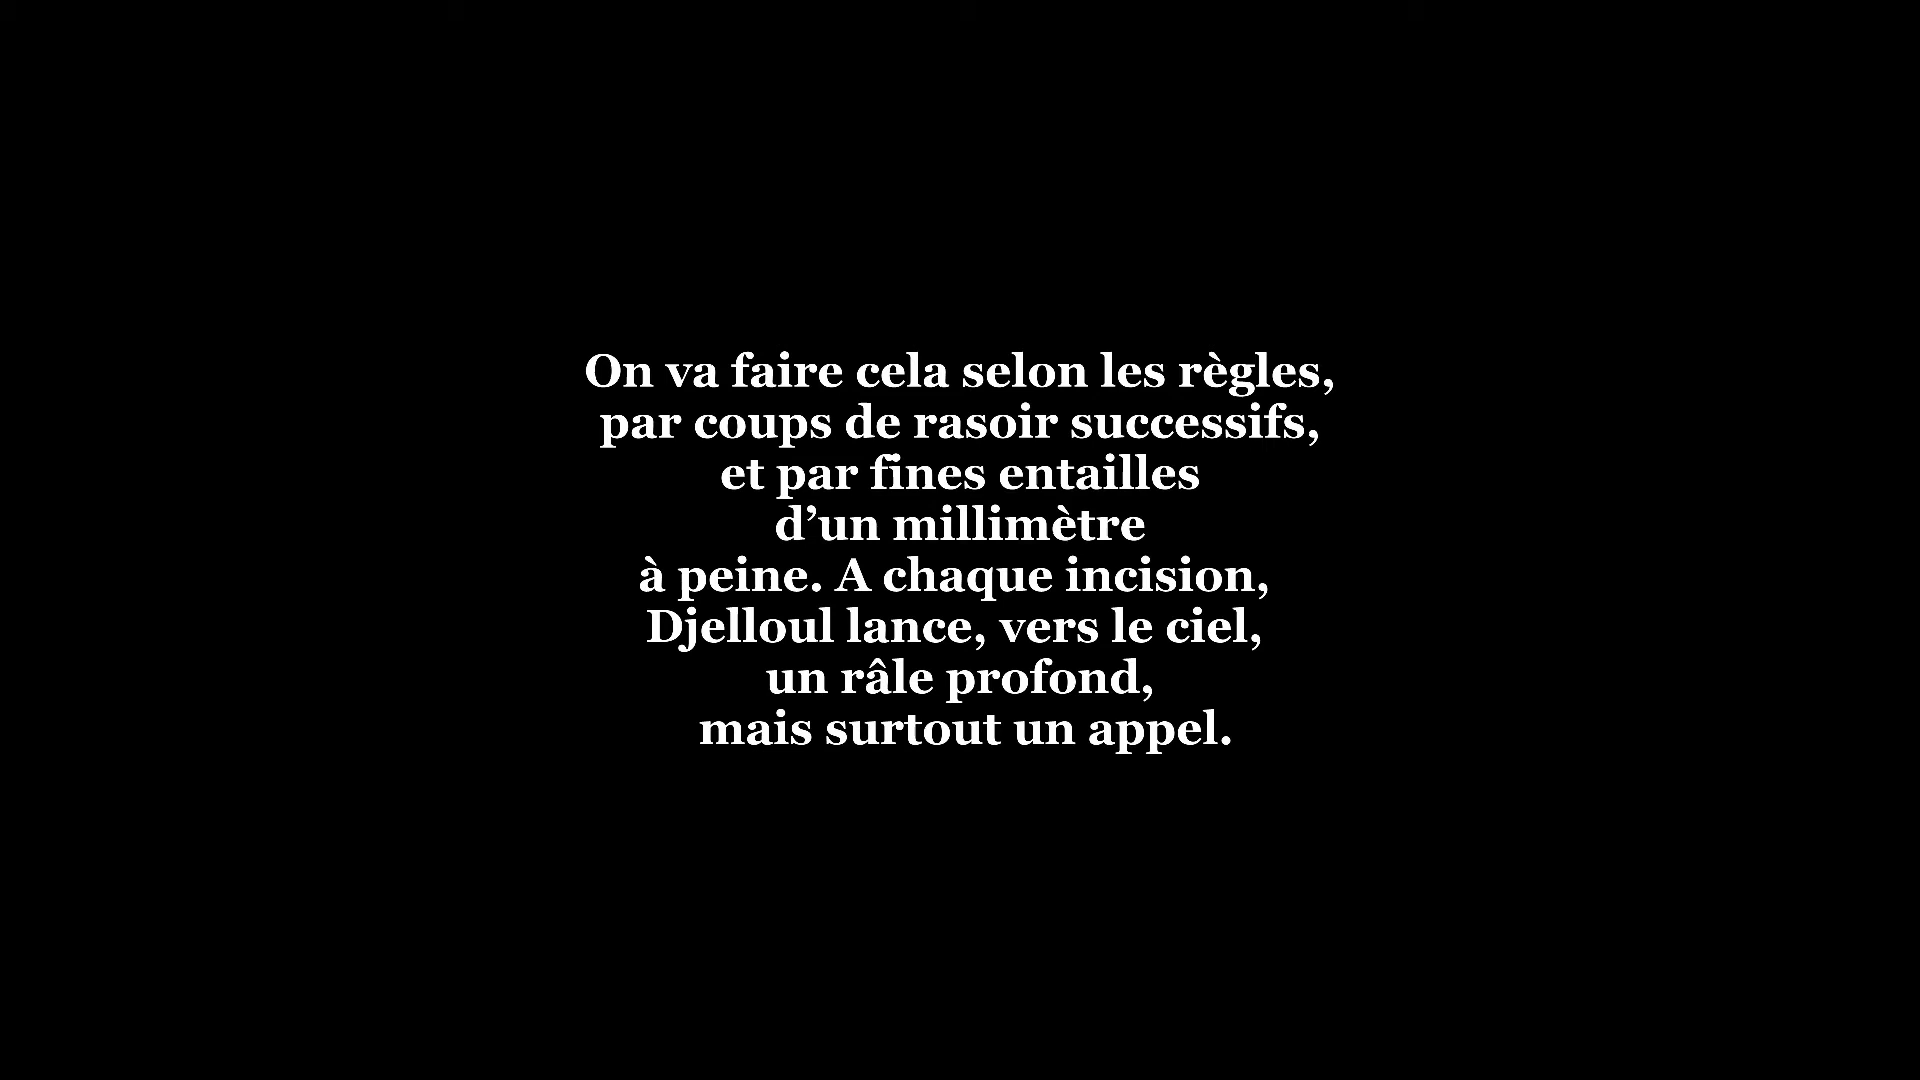 On va faire cela selon les règles,
par coups de rasoir successifs,
et par fines entailles
d’un millimètre
à peine. A chaque incision,
Djelloul lance, vers le ciel,
un râle profond,
mais surtout un appel.